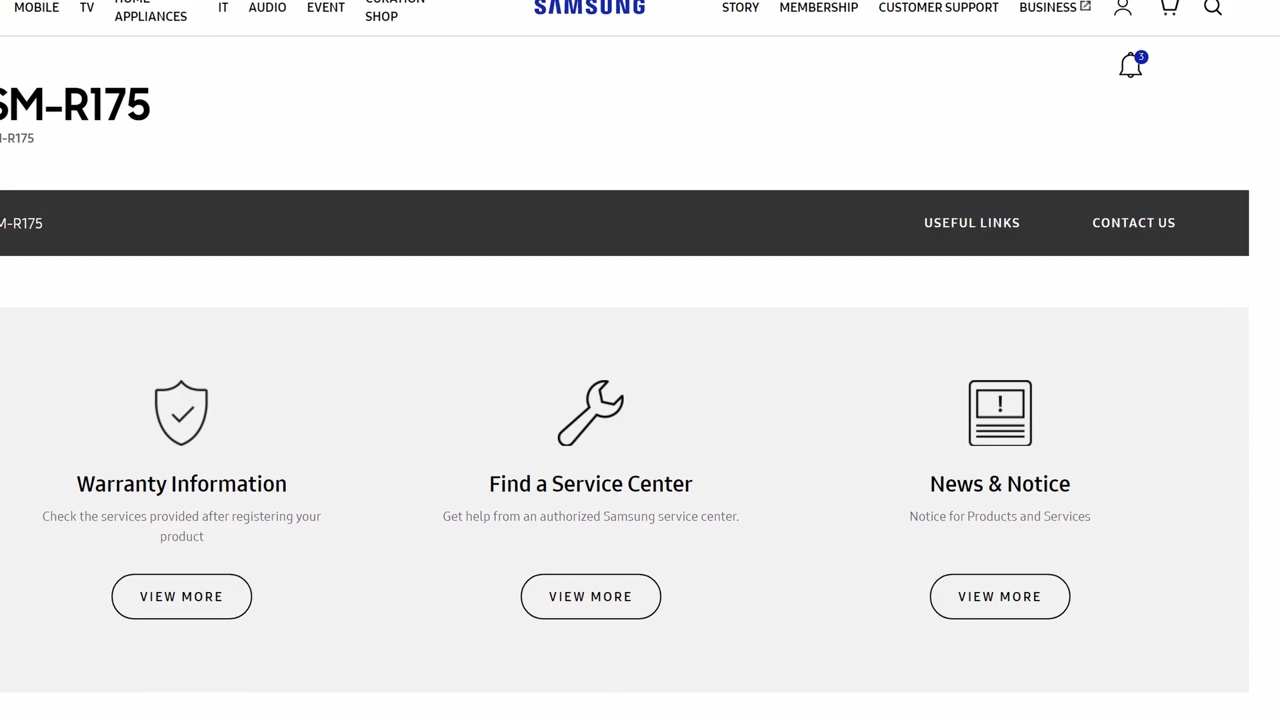 MOBILE TV HOME APPLIANCES IT AUDIO EVENT CURATION SHOP SAMSUNG STORY MEMBERSHIP CUSTOMER SUPPORT BUSINESS
3
SM-R175
M-R175
M-R175 USEFUL LINKS CONTACT US
!
Warranty Information Find a Service Center News & Notice
Check the services provided after registering your Get help from an authorized Samsung service center. Notice for Products and Services
product
VIEW MORE VIEW MORE VIEW MORE